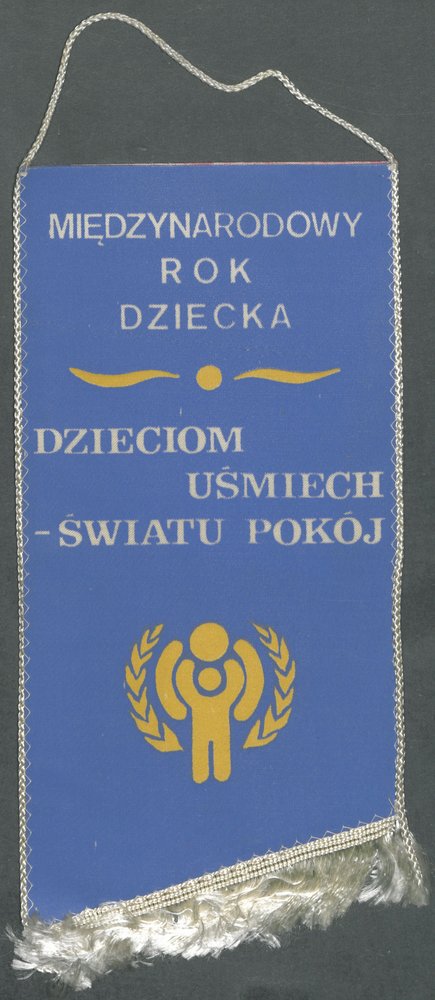 MIĘDZYNARODOWY
ROK
DZIECKA
DZIECIOM
UŚMIECH
-ŚWIATU POKÓJ